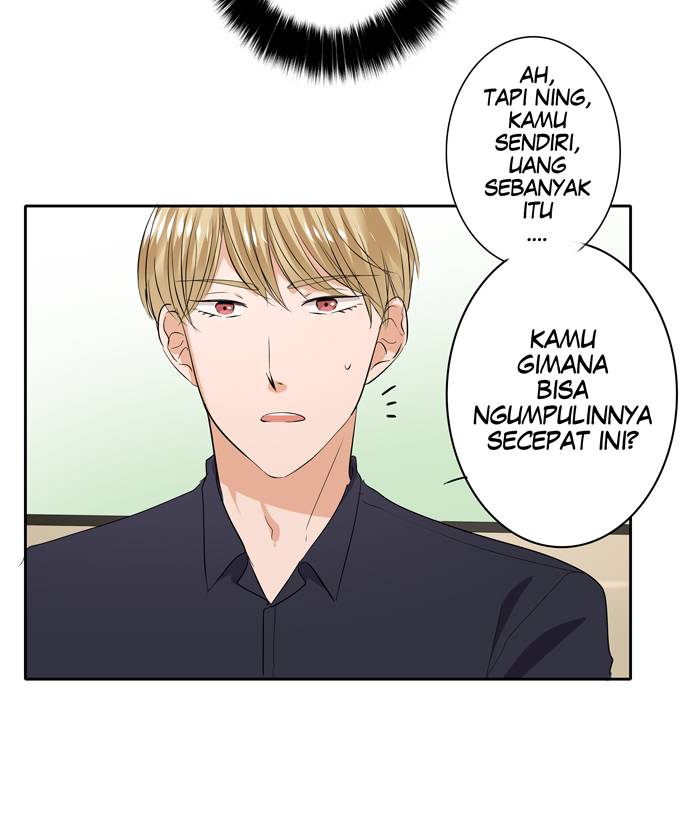 AH,
TAPI NING,
KAMU
SENDIRI,
UANG
SEBANYAK
ITU
....
KAMU
GIMANA
BISA
NGUMPULINNYA
SECEPAT INI?